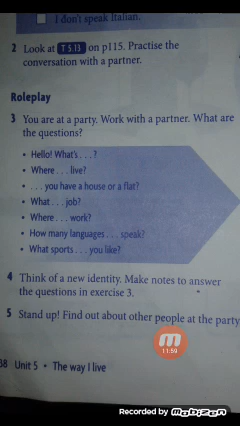 I don't speak Italian.
2 Look at T 5.15 on p115. Practise the
conversation with a partner.
Roleplay
3 You are at a party. Work with a partner. What are
the questions?
• Hello! What's . . . ?
• Where . . . live?
• . . . you have a house or a flat?
• What . . . job?
• Where . . . work?
• How many languages . . . speak?
• What sports . . . you like?
4 Think of a new identity. Make notes to answer
the questions in exercise 3.
5 Stand up! Find out about other people at the party
11:59
38 Unit 5 • The way I live
Recorded by Mobizen